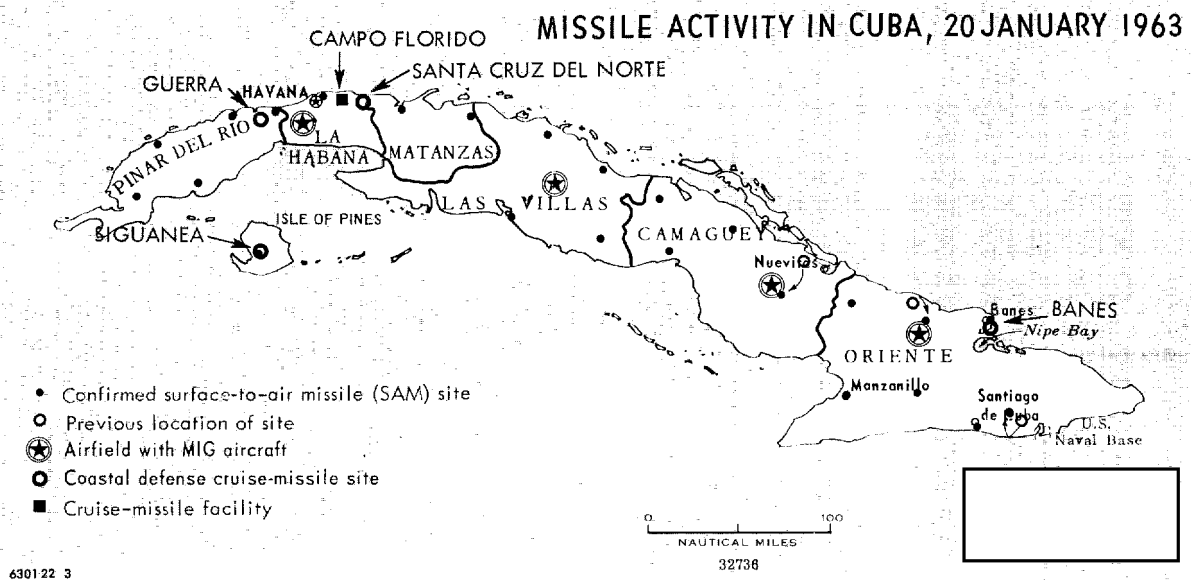 MISSILE ACTIVITY IN CUBA, 20 JANUARY 1963
CAMPO FLORIDO
SANTA CRUZ DEL NORTE
GUERRA
HAVANA
PINAR DEL RIO
LA
HABANA
MATANZAS
ISLE OF PINES
LAS VILLAS
SIGUANEA
CAMAGUEY
Nuevitas
Banes
BANES
Nipe Bay
ORIENTE
Manzanillo
Santiago
de Cuba
U.S.
Naval Base
Confirmed surface-to-air missile (SAM) site
Previous location of site
Airfield with MIG aircraft
Coastal defense cruise-missile site
Cruise-missile facility
0 100
NAUTICAL MILES
32736
6301-22 3